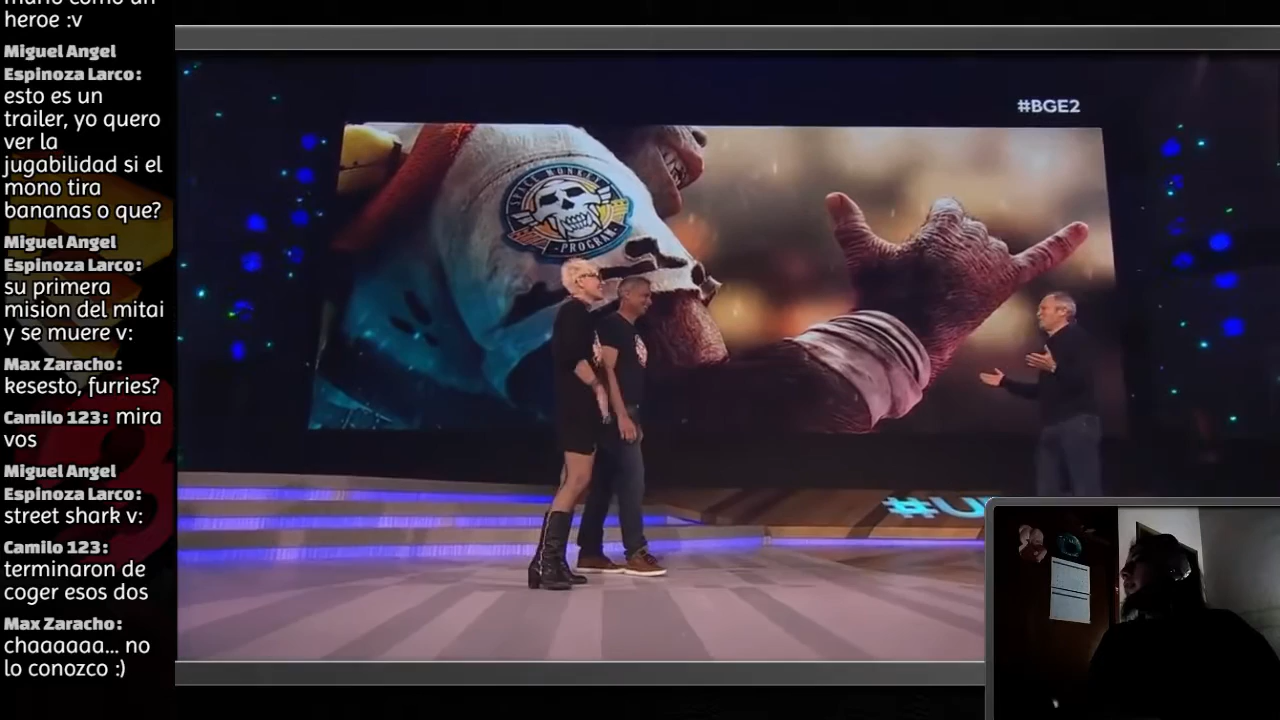 heroe :v
Miguel Angel
Espinoza Larco:
esto es un
trailer, yo quero
ver la
jugabilidad si el
mono tira
bananas o que?
Miguel Angel
Espinoza Larco:
su primera
mision del mitai
y se muere v:
Max Zaracho:
kesesto, furries?
Camilo 123: mira
vos
Miguel Angel
Espinoza Larco:
street shark v:
Camilo 123:
terminaron de
coger esos dos
Max Zaracho:
chaaaaaa... no
lo conozco :)
#BGE2
SPACE MONKEY
-PROGRAM-